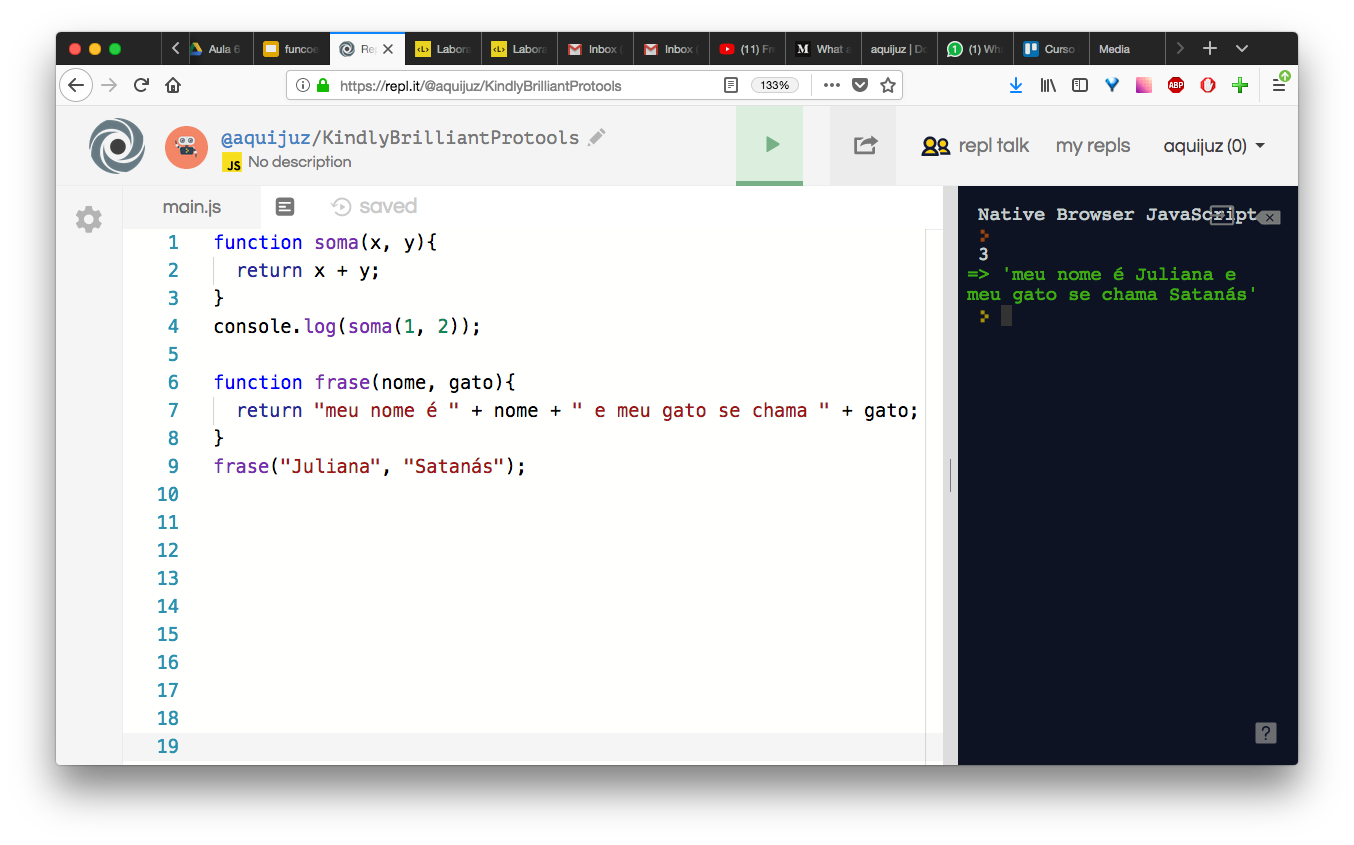 Aula 6
funcoe
Re
Labora
Labora
Inbox (
Inbox (
(11) Fr
M What a
aquijuz | Do
1 (1) Wh
Curso
Media
https://repl.it/@aquijuz/KindlyBrilliantProtools
133%
ABP
@aquijuz/KindlyBrilliantProtools
JS No description
repl talk
my repls
aquijuz (0)
main.js
saved
1 function soma(x, y){
2 return x + y;
3 }
4 console.log(soma(1, 2));
5
6 function frase(nome, gato){
7 return "meu nome é " + nome + " e meu gato se chama " + gato;
8 }
9 frase("Juliana", "Satanás");
10
11
12
13
14
15
16
17
18
19
Native Browser JavaScript
3
=> 'meu nome é Juliana e
meu gato se chama Satanás'
?